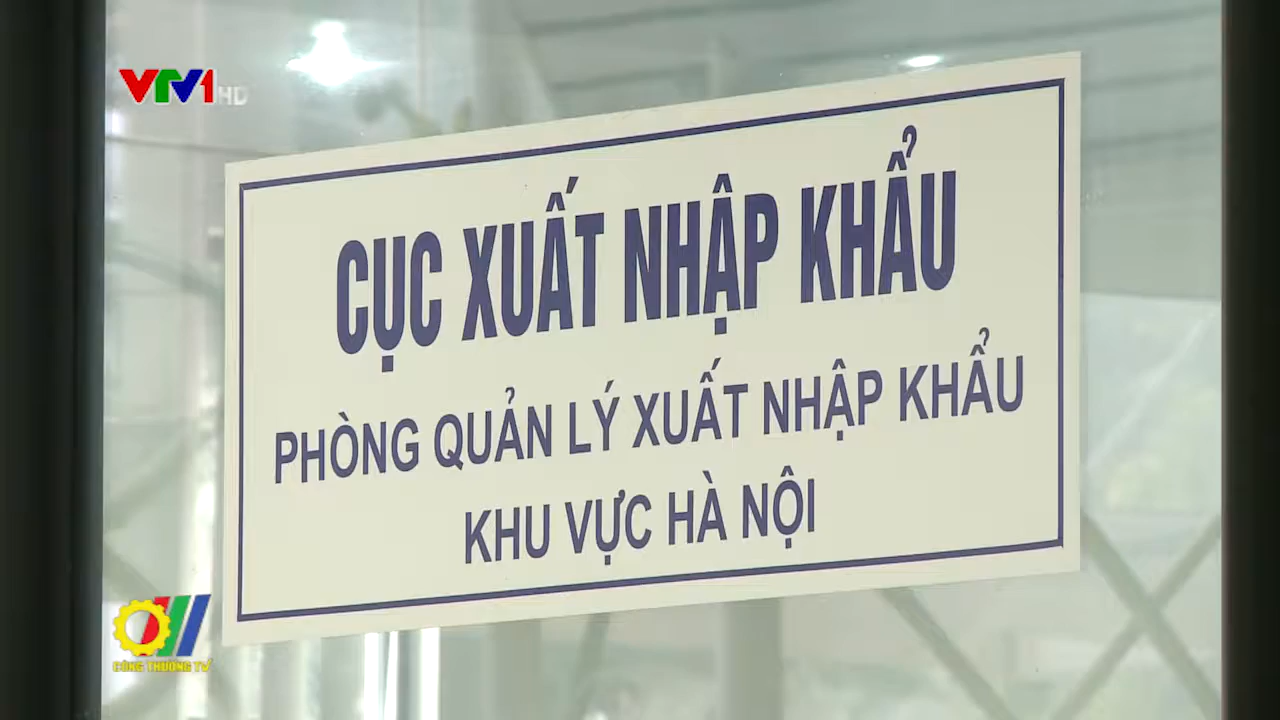 VTV1 HD
CỤC XUẤT NHẬP KHẨU
PHÒNG QUẢN LÝ XUẤT NHẬP KHẨU
KHU VỰC HÀ NỘI
CÔNG THƯƠNG TV